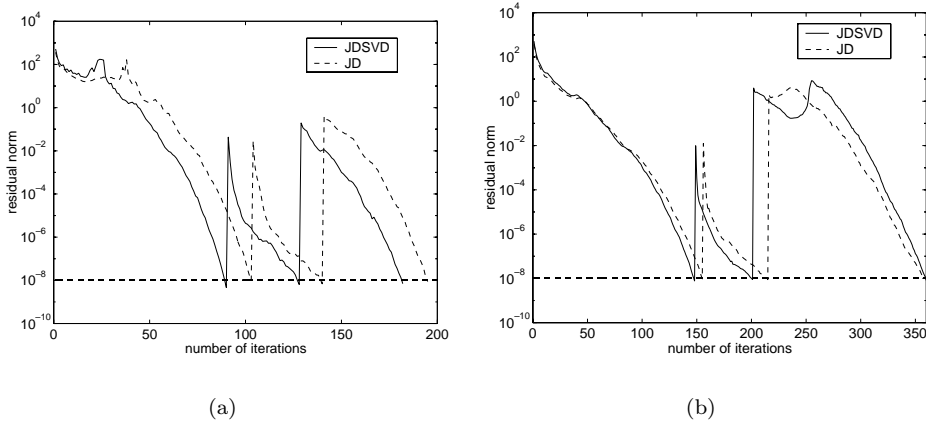 10^4
10^2
10^0
10^−2
10^−4
10^−6
10^−8
10^−10
residual norm
0 50 100 150 200
number of iterations
JDSVD
JD
(a)
10^4
10^2
10^0
10^−2
10^−4
10^−6
10^−8
10^−10
residual norm
0 50 100 150 200 250 300 350
number of iterations
JDSVD
JD
(b)